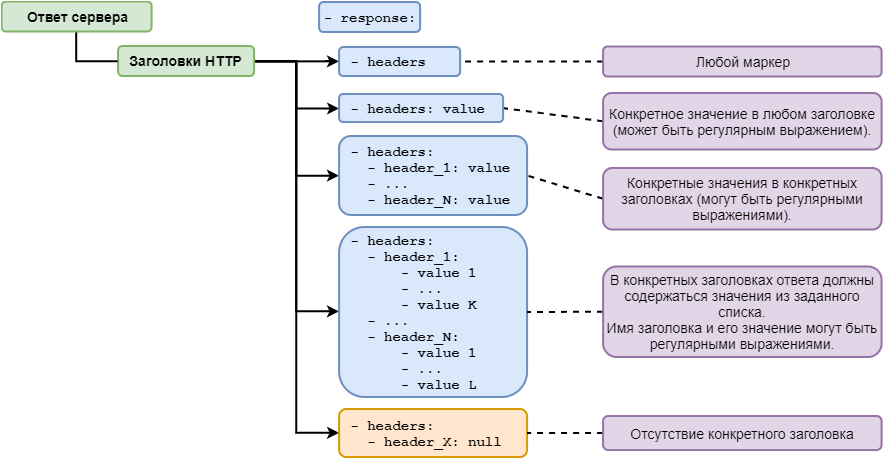 Ответ сервера
- response:
Заголовки HTTP
- headers
Любой маркер
- headers: value
Конкретное значение в любом заголовке
(может быть регулярным выражением).
- headers:
- header_1: value
- ...
- header_N: value
Конкретные значения в конкретных
заголовках (могут быть регулярными
выражениями).
- headers:
- header_1:
- value 1
- ...
- value K
- ...
- header_N:
- value 1
- ...
- value L
В конкретных заголовках ответа должны
содержаться значения из заданного
списка.
Имя заголовка и его значение могут быть
регулярными выражениями.
- headers:
- header_X: null
Отсутствие конкретного заголовка